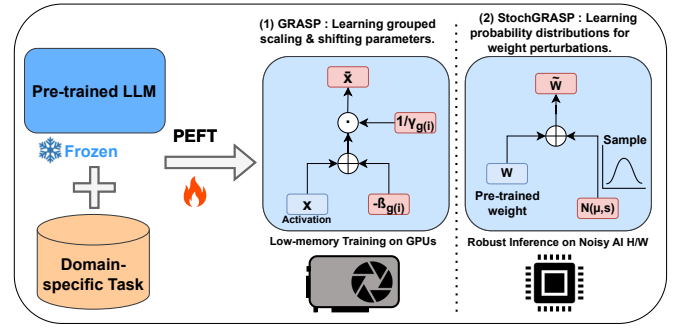 Pre-trained LLM
Frozen
Domain-
specific Task
PEFT
(1) GRASP : Learning grouped
scaling & shifting parameters.
x̄
1/γg(i)
x
Activation
-ßg(i)
Low-memory Training on GPUs
(2) StochGRASP : Learning
probability distributions for
weight perturbations.
w̃
Sample
w
Pre-trained
weight
N(μ,s)
Robust Inference on Noisy AI H/W